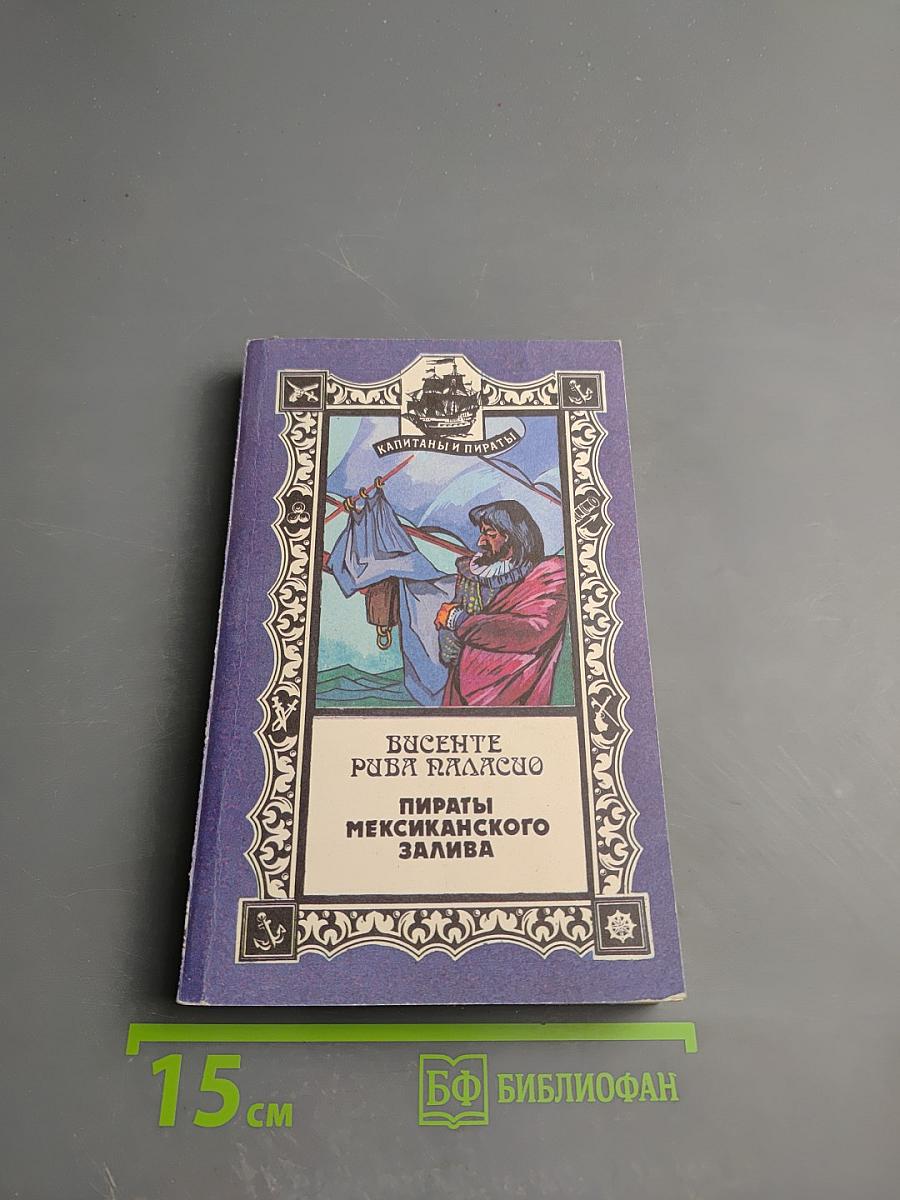 КАПИТАНЫ И ПИРАТЫ
ВИСЕНТЕ
РИВА ПАЛАСИО
ПИРАТЫ
МЕКСИКАНСКОГО
ЗАЛИВА
15 см
БФ БИБЛИОФАН